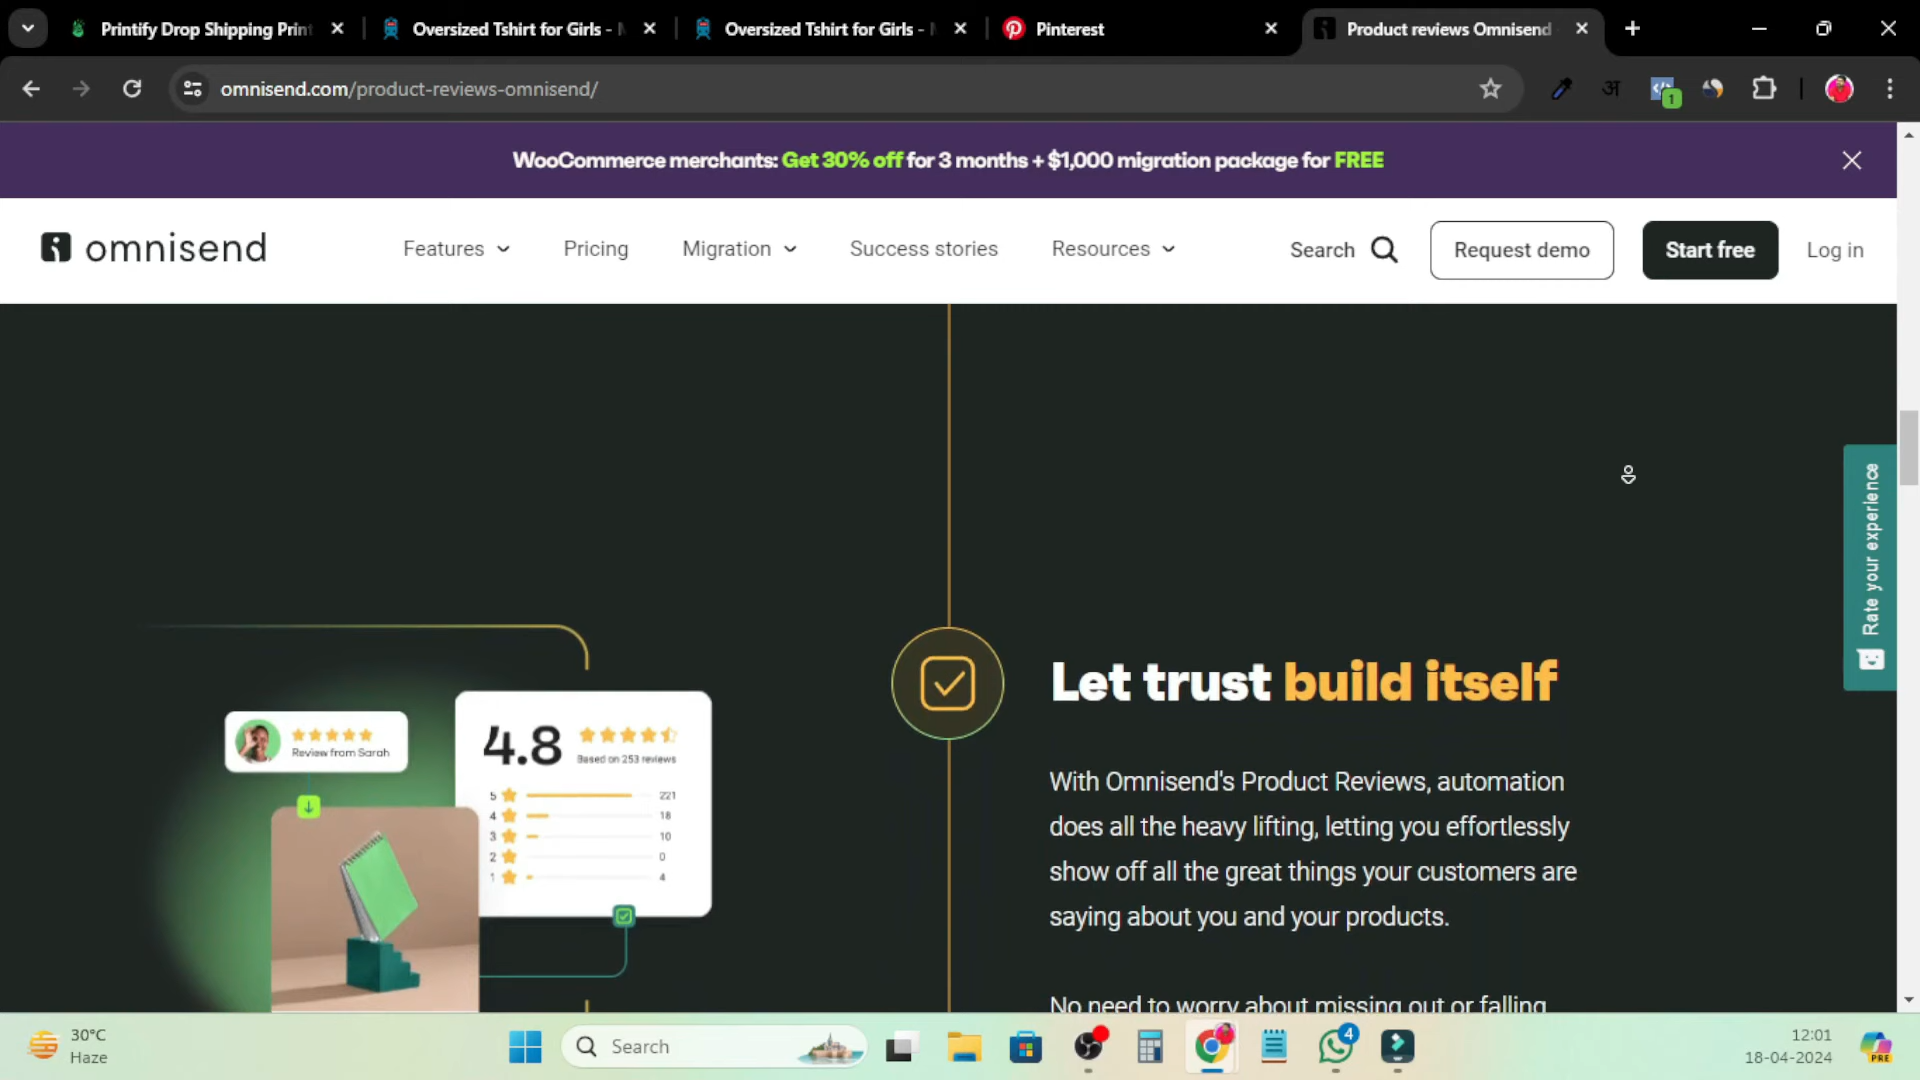 Printify Drop Shipping Prin
Oversized Tshirt for Girls -
Oversized Tshirt for Girls -
Pinterest
Product reviews Omnisend
omnisend.com/product-reviews-omnisend/
अ
1
WooCommerce merchants: Get 30% off for 3 months + $1,000 migration package for FREE
omnisend
Features
Pricing
Migration
Success stories
Resources
Search
Request demo
Start free
Log in
Rate your experience
Let trust build itself
Review from Sarah
4.8
Based on 253 reviews
5 221
4 18
3 10
2 0
1 4
With Omnisend's Product Reviews, automation
does all the heavy lifting, letting you effortlessly
show off all the great things your customers are
saying about you and your products.
No need to worry about missing out or falling
30°C
Haze
Search
4
12:01
18-04-2024
PRE